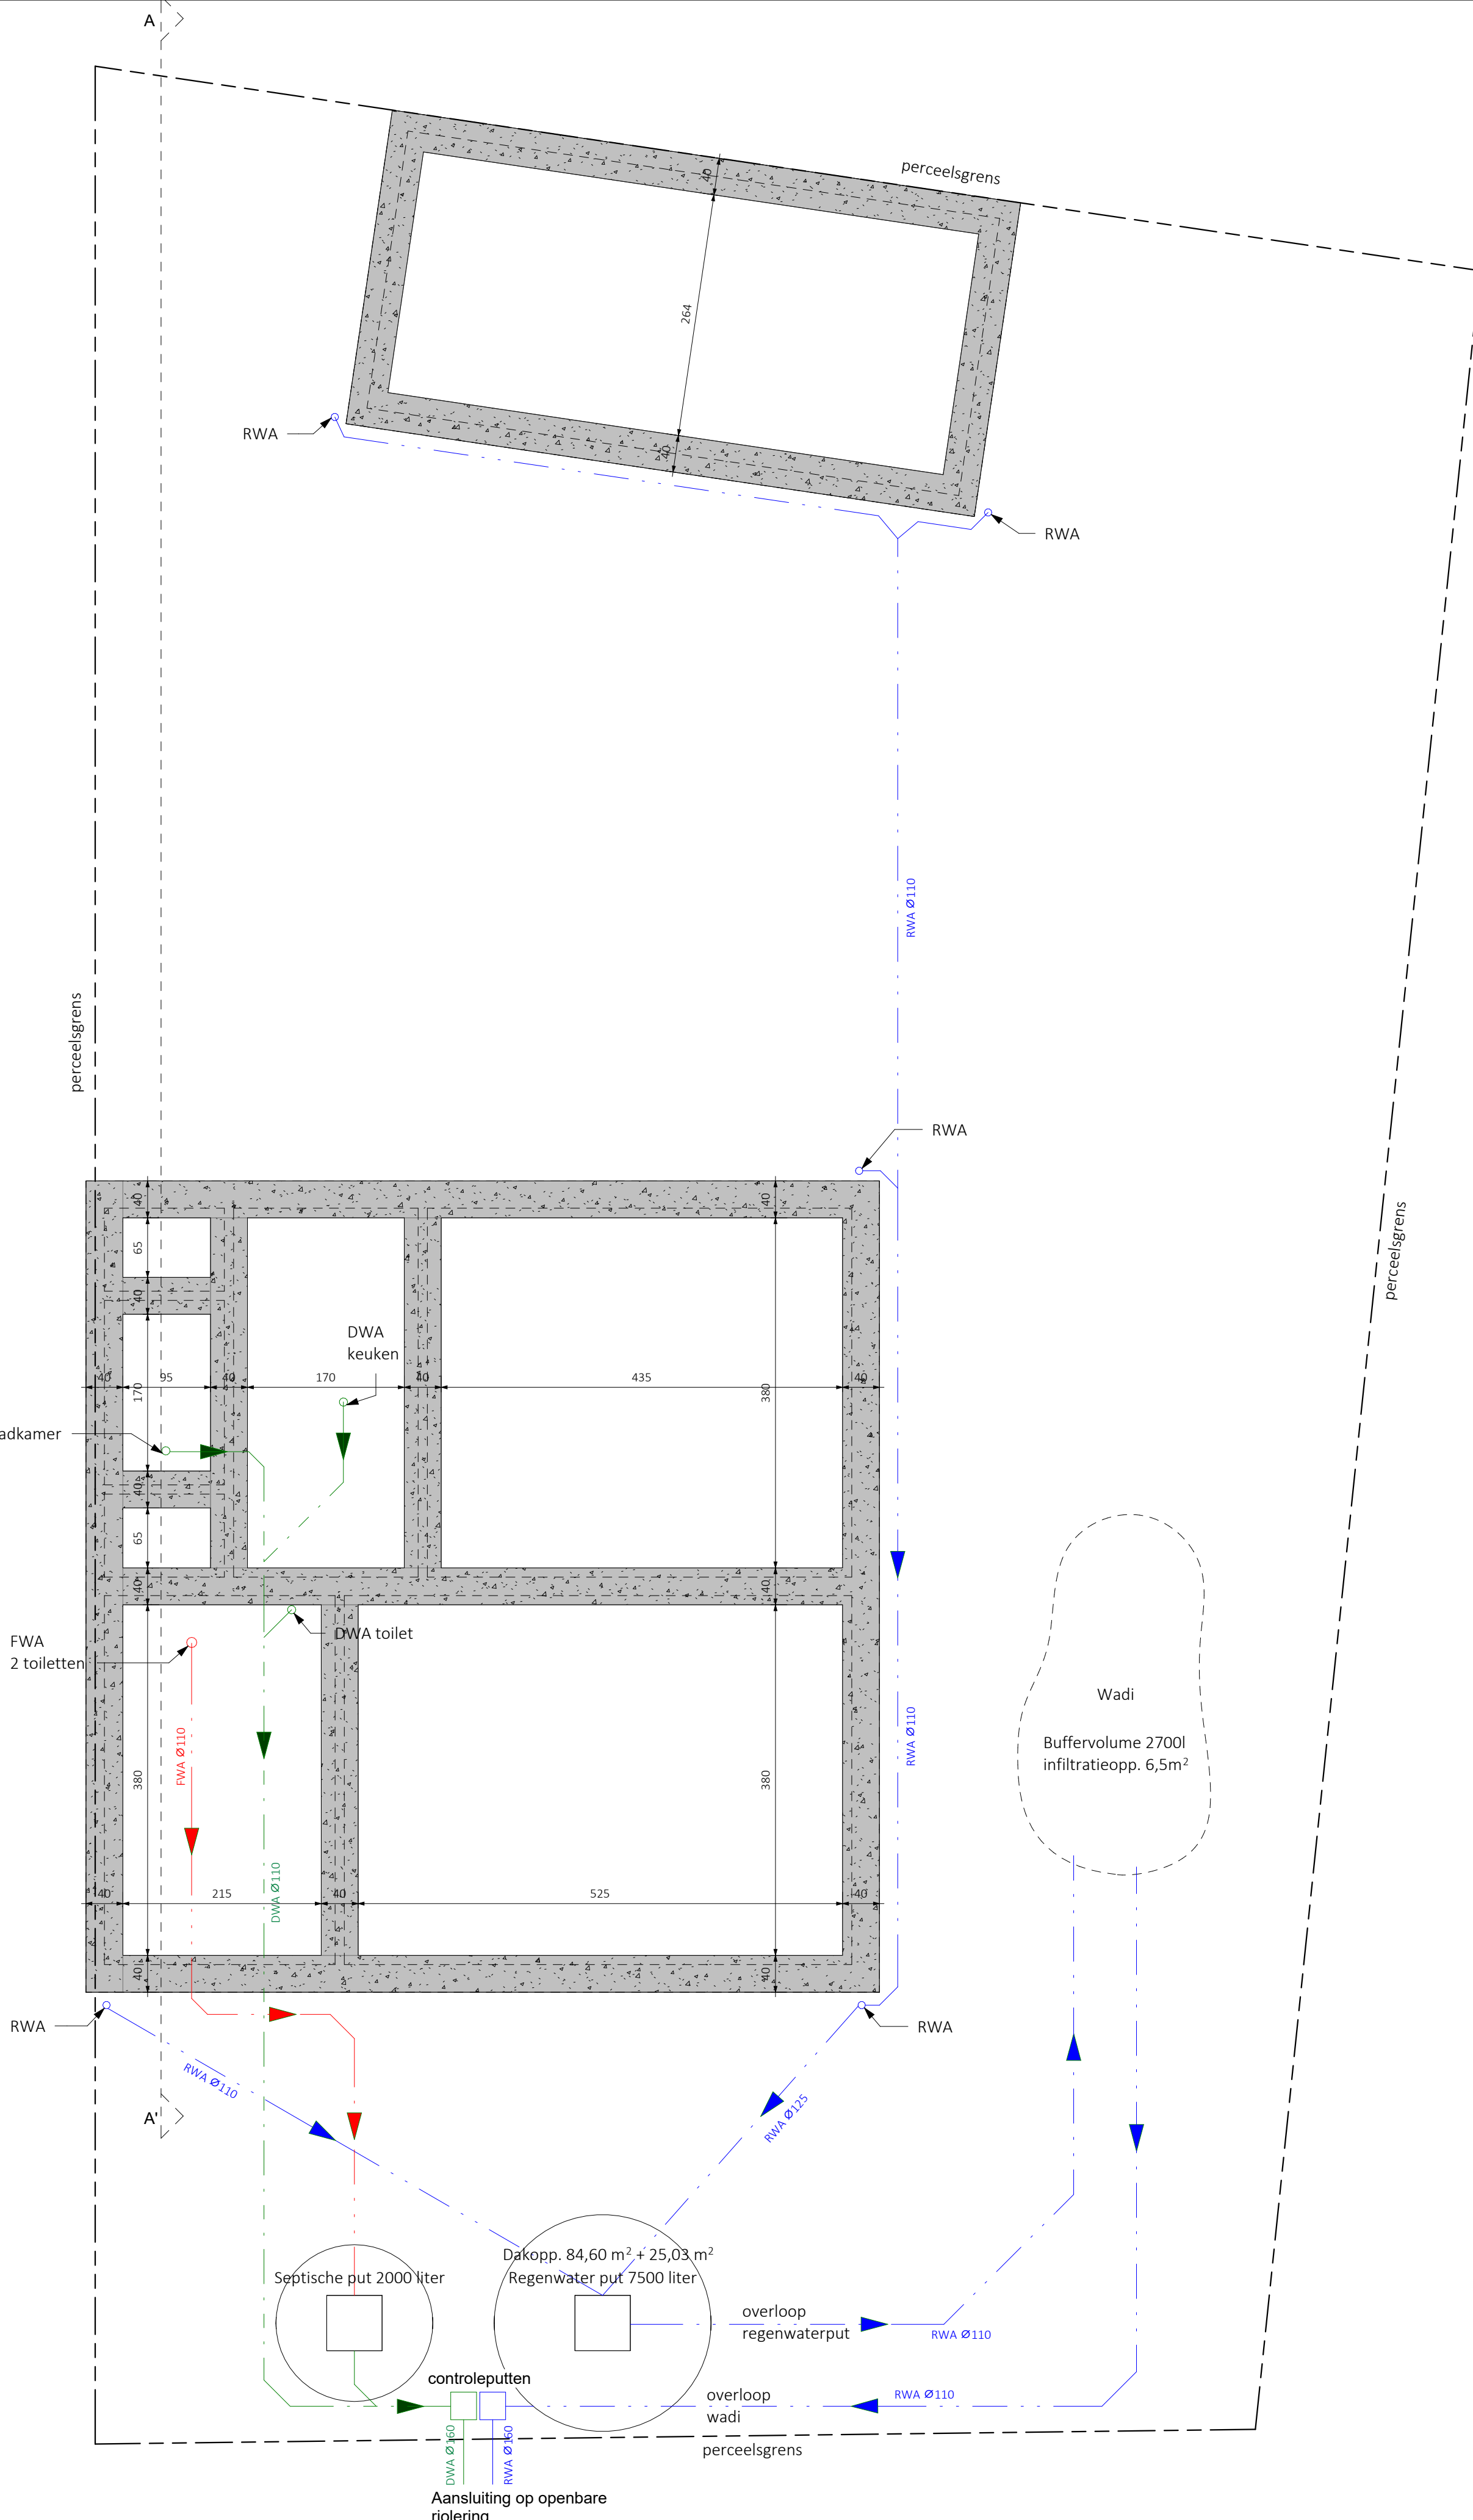 A
perceelsgrens
40
264
40
RWA
RWA
RWA Ø110
perceelsgrens
RWA
perceelsgrens
40
40
65
40
DWA
keuken
40
95
40
170
40
435
40
170
380
adkamer
40
65
40
40
DWA toilet
FWA
2 toiletten
Wadi
Buffervolume 2700l
infiltratieopp. 6,5m²
FWA Ø110
RWA Ø110
380
380
DWA Ø110
40
215
40
525
40
40
40
RWA
RWA
RWA Ø110
RWA Ø125
A'
Dakopp. 84,60 m² + 25,03 m²
Septische put 2000 liter
Regenwater put 7500 liter
overloop
regenwaterput
RWA Ø110
controleputten
overloop
wadi
RWA Ø110
DWA Ø160
RWA Ø160
perceelsgrens
Aansluiting op openbare
riolering